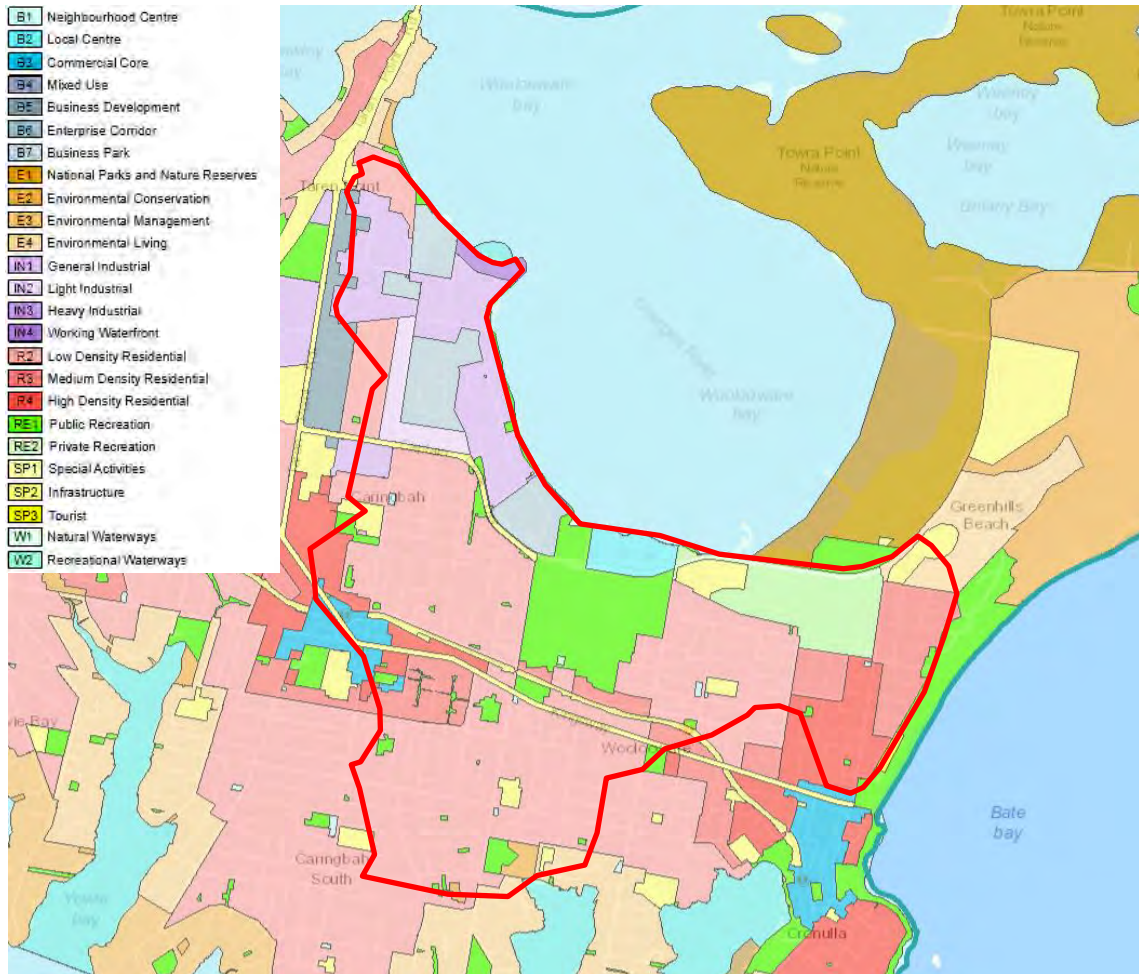 B1 Neighbourhood Centre
B2 Local Centre
B3 Commercial Core
B4 Mixed Use
B5 Business Development
B6 Enterprise Corridor
B7 Business Park
E1 National Parks and Nature Reserves
E2 Environmental Conservation
E3 Environmental Management
E4 Environmental Living
IN1 General Industrial
IN2 Light Industrial
IN3 Heavy Industrial
IN4 Working Waterfront
R2 Low Density Residential
R3 Medium Density Residential
R4 High Density Residential
RE1 Public Recreation
RE2 Private Recreation
SP1 Special Activities
SP2 Infrastructure
SP3 Tourist
W1 Natural Waterways
W2 Recreational Waterways
Towra Point
Nature
Reserve
Woolooware
bay
Weeney
bay
Towra Point
Nature
Reserve
Weeney
bay
Botany Bay
Taren Point
Woolooware
bay
Caringbah
Greenhills
Beach
Woolooware
Bate
bay
Caringbah
South
Yowie
bay
Cronulla